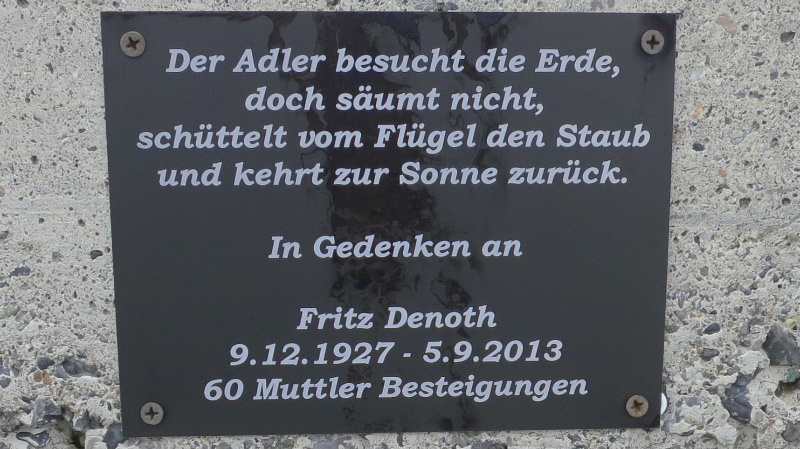 Der Adler besucht die Erde,
doch säumt nicht,
schüttelt vom Flügel den Staub
und kehrt zur Sonne zurück.
In Gedenken an
Fritz Denoth
9.12.1927 - 5.9.2013
60 Muttler Besteigungen